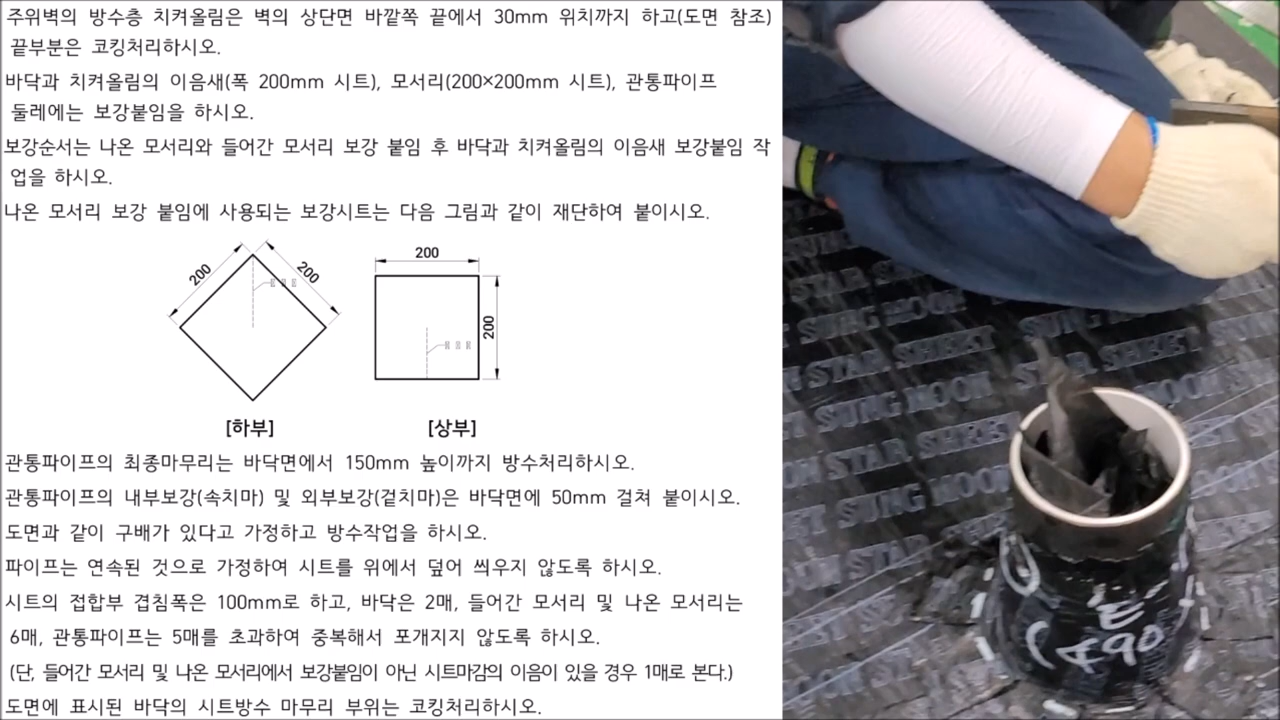 주위벽의 방수층 치켜올림은 벽의 상단면 바깥쪽 끝에서 30mm 위치까지 하고(도면 참조)
끝부분은 코킹처리하시오.
바닥과 치켜올림의 이음새(폭 200mm 시트), 모서리(200×200mm 시트), 관통파이프
둘레에는 보강붙임을 하시오.
보강순서는 나온 모서리와 들어간 모서리 보강 붙임 후 바닥과 치켜올림의 이음새 보강붙임 작
업을 하시오.
나온 모서리 보강 붙임에 사용되는 보강시트는 다음 그림과 같이 재단하여 붙이시오.
200 200
200
200
[하부] [상부]
관통파이프의 최종마무리는 바닥면에서 150mm 높이까지 방수처리하시오.
관통파이프의 내부보강(속치마) 및 외부보강(겉치마)은 바닥면에 50mm 걸쳐 붙이시오.
도면과 같이 구배가 있다고 가정하고 방수작업을 하시오.
파이프는 연속된 것으로 가정하여 시트를 위에서 덮어 씌우지 않도록 하시오.
시트의 접합부 겹침폭은 100mm로 하고, 바닥은 2매, 들어간 모서리 및 나온 모서리는
6매, 관통파이프는 5매를 초과하여 중복해서 포개지지 않도록 하시오.
(단, 들어간 모서리 및 나온 모서리에서 보강붙임이 아닌 시트마감의 이음이 있을 경우 1매로 본다.)
도면에 표시된 바닥의 시트방수 마무리 부위는 코킹처리하시오.
STAR SHEET
SUNG MOON
STAR SHEET
STAR SHEET
SUNG MOON
STAR SHEET
SUNG MOON